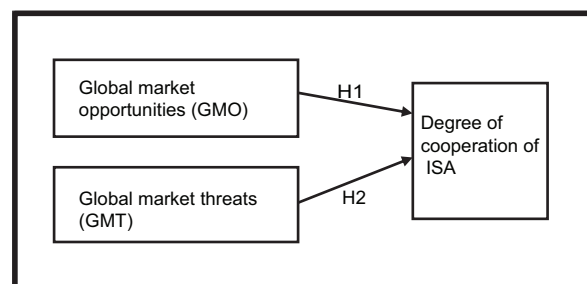 Global market
opportunities (GMO)
H1
Degree of
cooperation of
ISA
Global market threats
(GMT)
H2